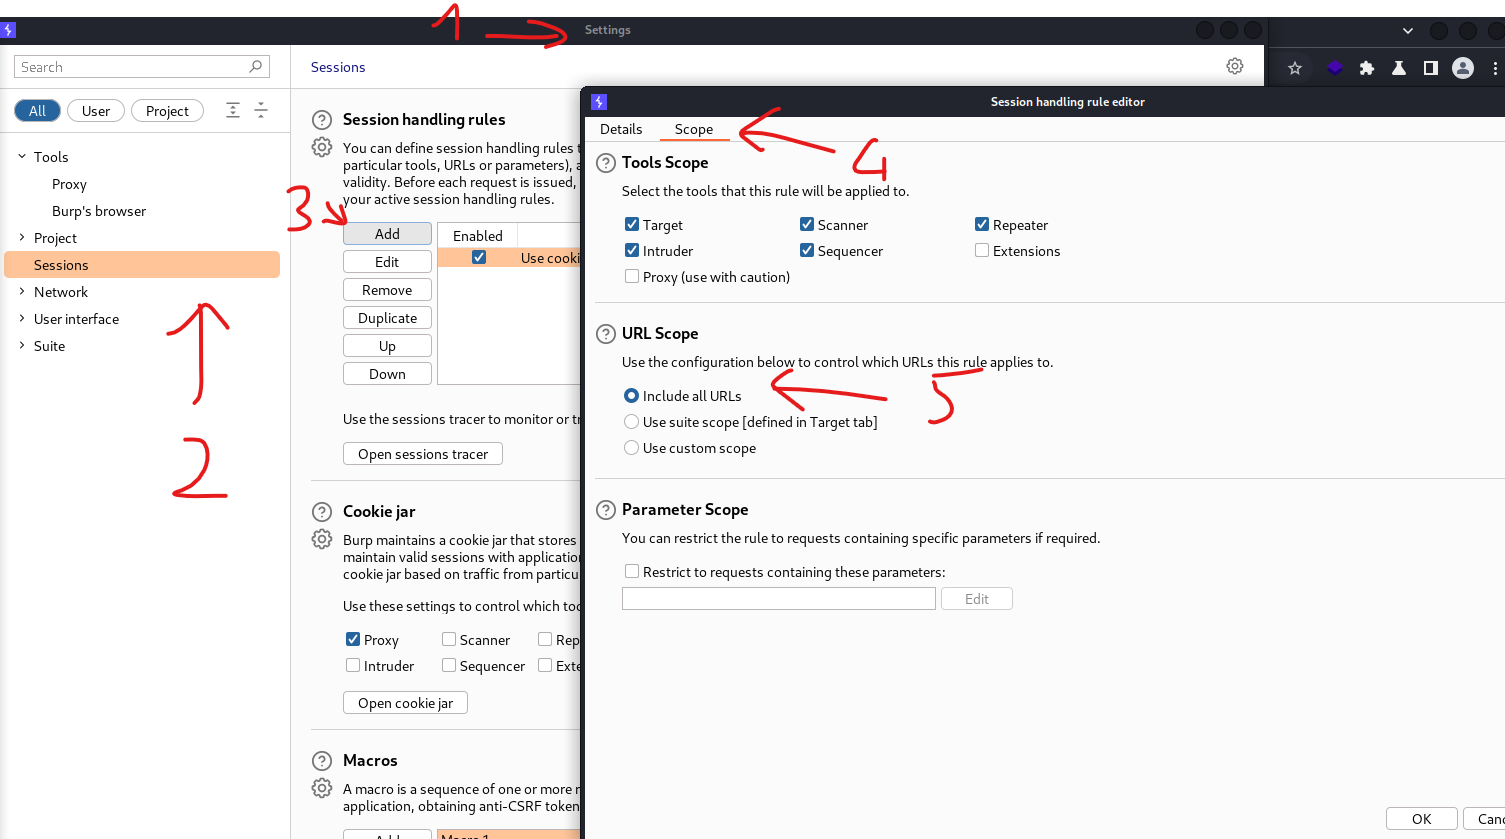 1
Settings
Search
Sessions
All
User
Project
Tools
Proxy
Burp's browser
Project
Sessions
Network
User interface
Suite
2
Session handling rules
You can define session handling rules
particular tools, URLs or parameters),
validity. Before each request is issued,
your active session handling rules.
3
Add
Edit
Remove
Duplicate
Up
Down
Enabled
Use
Use the sessions tracer to monitor or
Open sessions tracer
Cookie jar
Burp maintains a cookie jar that stores
maintain valid sessions with
cookie jar based on traffic from
Use these settings to control which
Proxy
Scanner
Intruder
Sequencer
Open cookie jar
Macros
A macro is a sequence of one or more
application, obtaining anti-CSRF
Add
Macro 1
Session handling rule editor
Details
Scope
4
Tools Scope
Select the tools that this rule will be applied to.
Target
Scanner
Repeater
Intruder
Sequencer
Extensions
Proxy (use with caution)
URL Scope
Use the configuration below to control which URLs this rule applies to.
Include all URLs
5
Use suite scope [defined in Target tab]
Use custom scope
Parameter Scope
You can restrict the rule to requests containing specific parameters if required.
Restrict to requests containing these parameters:
Edit
OK